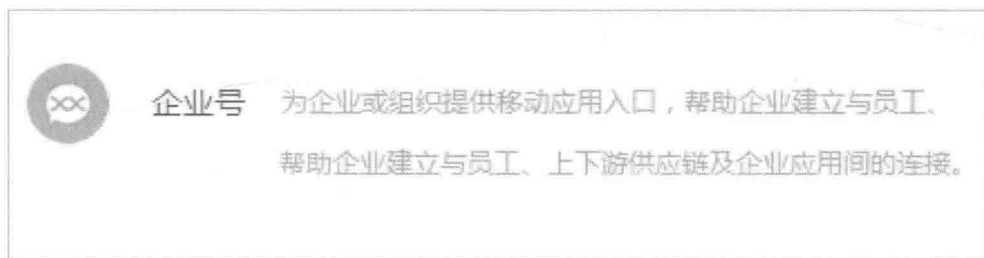 企业号 为企业或组织提供移动应用入口，帮助企业建立与员工、
帮助企业建立与员工、上下游供应链及企业应用间的连接。